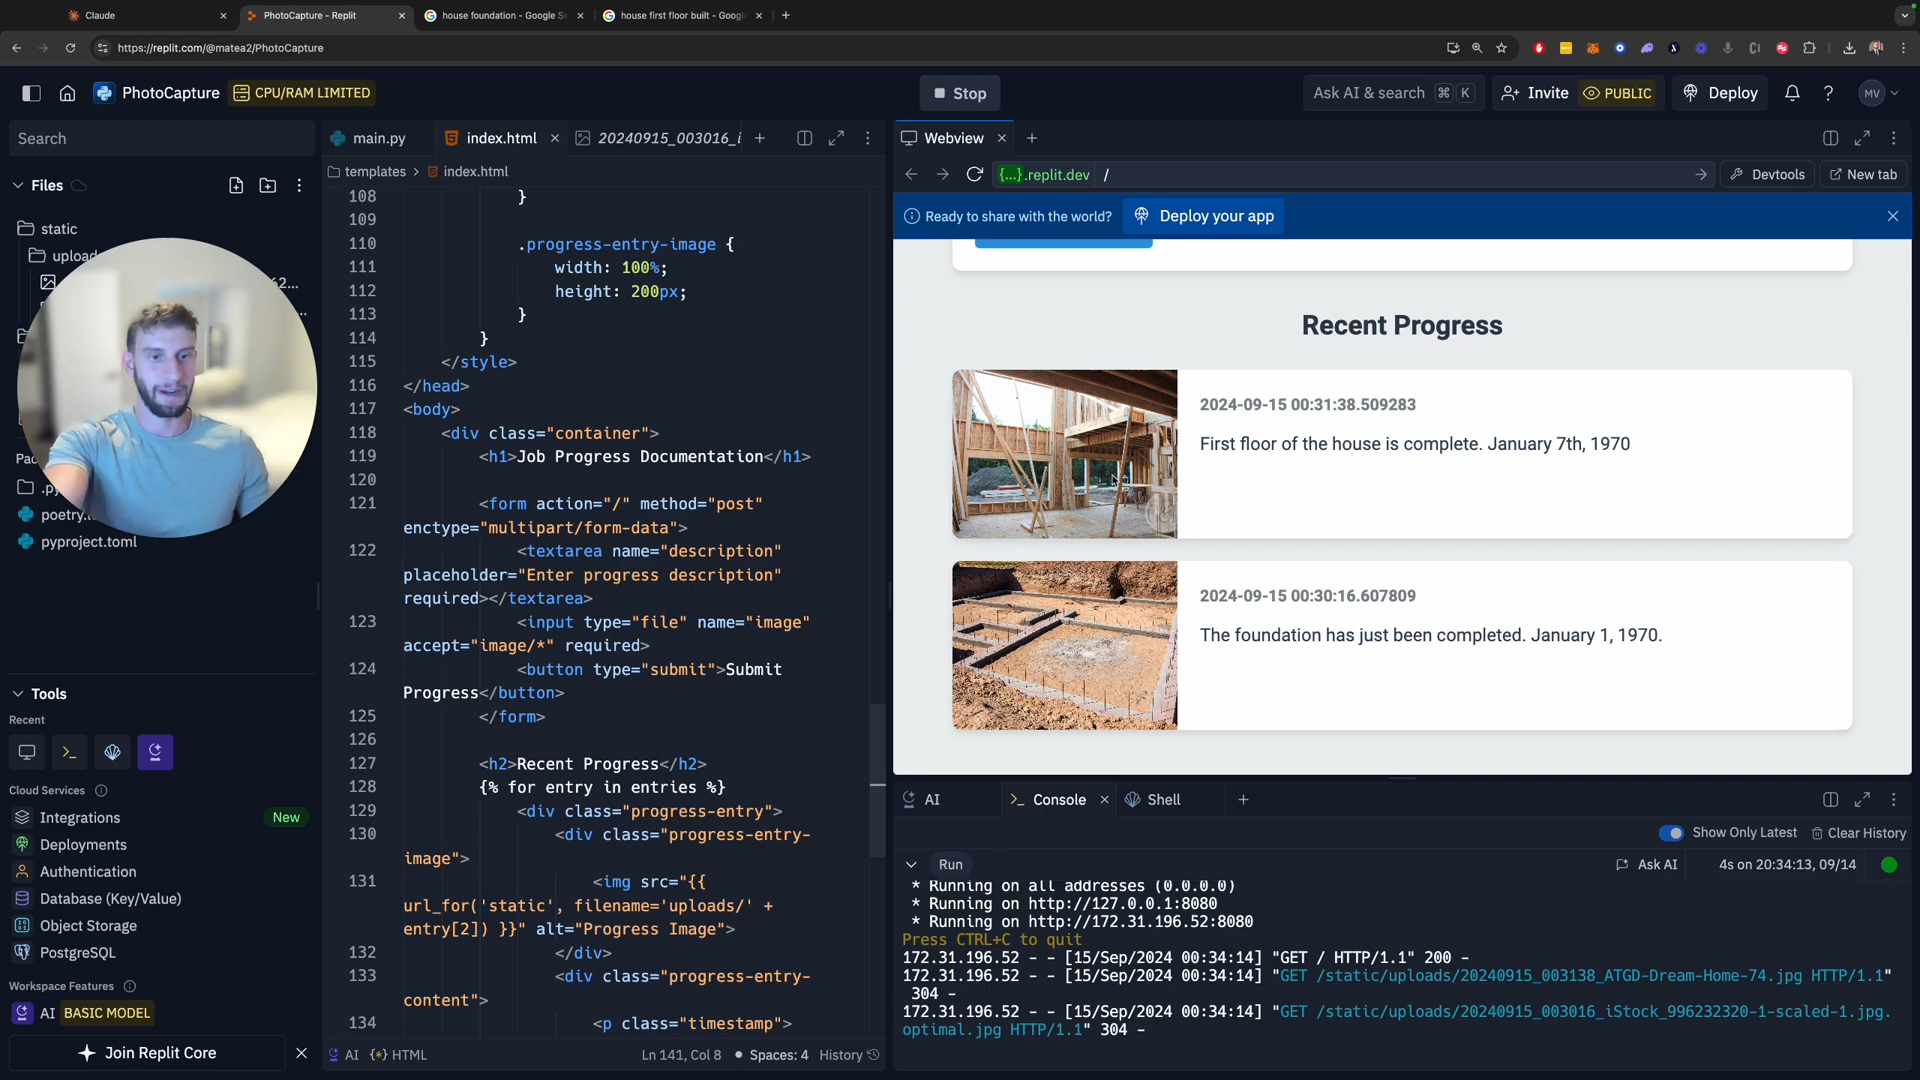 Claude
PhotoCapture - Replit
house foundation - Google Se
house first floor built - Googl
https://replit.com/@matea2/PhotoCapture
PhotoCapture
CPU/RAM LIMITED
Stop
Ask AI & search ⌘ K
Invite
PUBLIC
Deploy
MV
Search
main.py
index.html
20240915_003016_i
Webview
templates > index.html
{...}.replit.dev /
Devtools
New tab
Files
Ready to share with the world?
Deploy your app
static
upload
2...
poetry.l
pyproject.toml
108 }
109
110 .progress-entry-image {
111 width: 100%;
112 height: 200px;
113 }
114 }
115 </style>
116 </head>
117 <body>
118 <div class="container">
119 <h1>Job Progress Documentation</h1>
120
121 <form action="/" method="post"
enctype="multipart/form-data">
122 <textarea name="description"
placeholder="Enter progress description"
required></textarea>
123 <input type="file" name="image"
accept="image/*" required>
124 <button type="submit">Submit
Progress</button>
125 </form>
126
127 <h2>Recent Progress</h2>
128 {% for entry in entries %}
129 <div class="progress-entry">
130 <div class="progress-entry-
image">
131 <img src="{{
url_for('static', filename='uploads/' +
entry[2]) }}" alt="Progress Image">
132 </div>
133 <div class="progress-entry-
content">
134 <p class="timestamp">
Recent Progress
2024-09-15 00:31:38.509283
First floor of the house is complete. January 7th, 1970
2024-09-15 00:30:16.607809
The foundation has just been completed. January 1, 1970.
Tools
Recent
Cloud Services
Integrations New
Deployments
Authentication
Database (Key/Value)
Object Storage
PostgreSQL
Workspace Features
AI BASIC MODEL
Join Replit Core
AI
HTML
Ln 141, Col 8
Spaces: 4
History
AI
Console
Shell
Show Only Latest
Clear History
Run
Ask AI
4s on 20:34:13, 09/14
* Running on all addresses (0.0.0.0)
* Running on http://127.0.0.1:8080
* Running on http://172.31.196.52:8080
Press CTRL+C to quit
172.31.196.52 - - [15/Sep/2024 00:34:14] "GET / HTTP/1.1" 200 -
172.31.196.52 - - [15/Sep/2024 00:34:14] "GET /static/uploads/20240915_003138_ATGD-Dream-Home-74.jpg HTTP/1.1"
304 -
172.31.196.52 - - [15/Sep/2024 00:34:14] "GET /static/uploads/20240915_003016_iStock_996232320-1-scaled-1.jpg.
optimal.jpg HTTP/1.1" 304 -